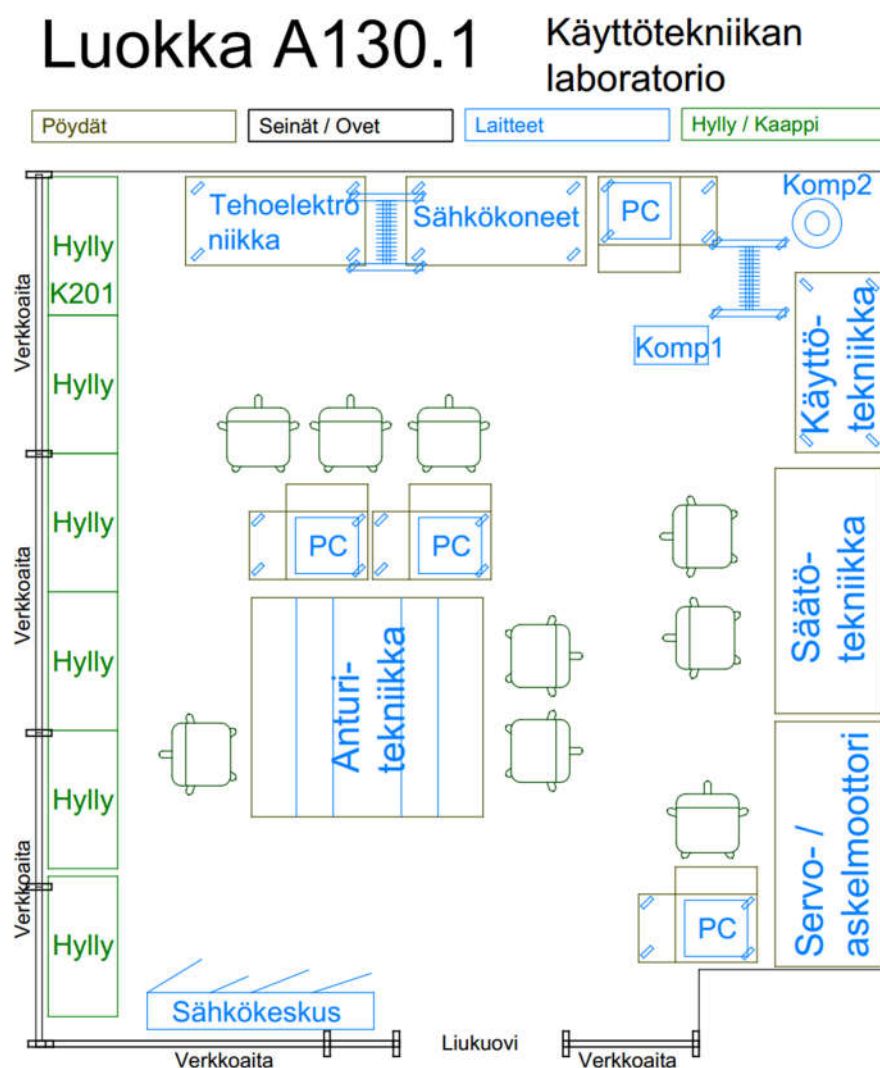 Luokka A130.1
Käyttötekniikan
laboratorio
Pöydät
Seinät / Ovet
Laitteet
Hylly / Kaappi
Hylly
K201
Tehoelektro
niikka
Sähkökoneet
PC
Komp2
Verkkoaita
Hylly
Komp1
Käyttö-
tekniikka
Hylly
PC
PC
Verkkoaita
Hylly
Anturi-
tekniikka
Säätö-
tekniikka
Hylly
Verkkoaita
Hylly
PC
Servo- /
askelmoottori
Sähkökeskus
Verkkoaita
Liukuovi
Verkkoaita